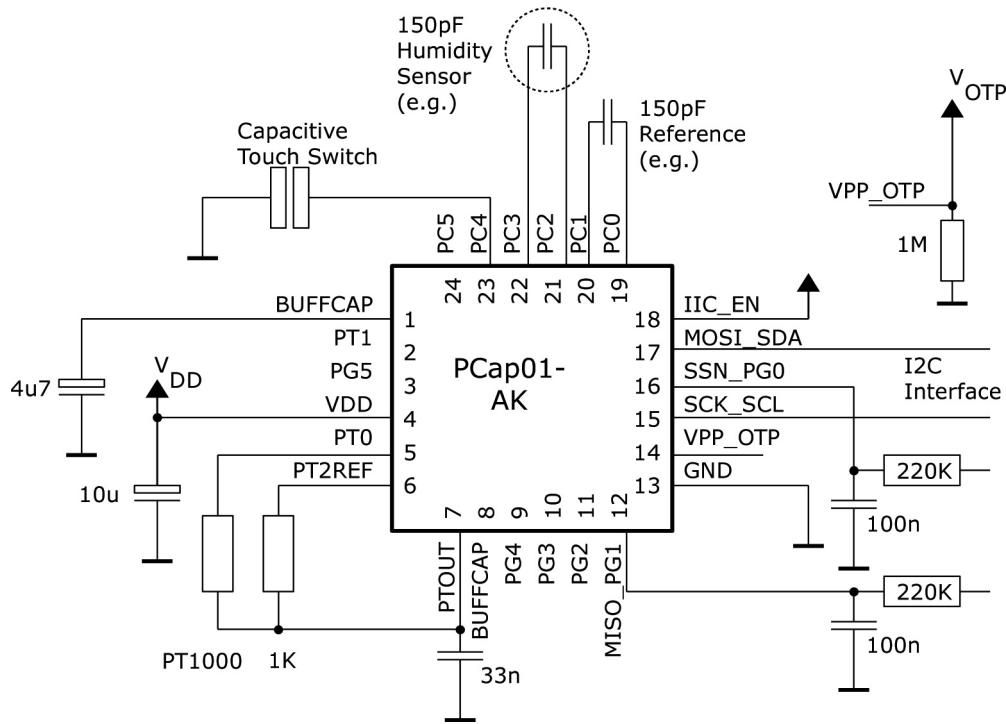 150pF
Humidity
Sensor
(e.g.)
150pF
Reference
(e.g.)
V
OTP
Capacitive
Touch Switch
VPP_OTP
1M
PC5
PC4
PC3
PC2
PC1
PC0
24
23
22
21
20
19
BUFFCAP
1
PT1
2
PG5
3
VDD
4
PT0
5
PT2REF
6
4u7
V
DD
10u
PCap01-
AK
18
IIC_EN
17
MOSI_SDA
16
SSN_PG0
15
SCK_SCL
14
VPP_OTP
13
GND
I2C
Interface
220K
100n
220K
100n
7
8
9
10
11
12
PTOUT
BUFFCAP
PG4
PG3
PG2
MISO_PG1
PT1000
1K
33n